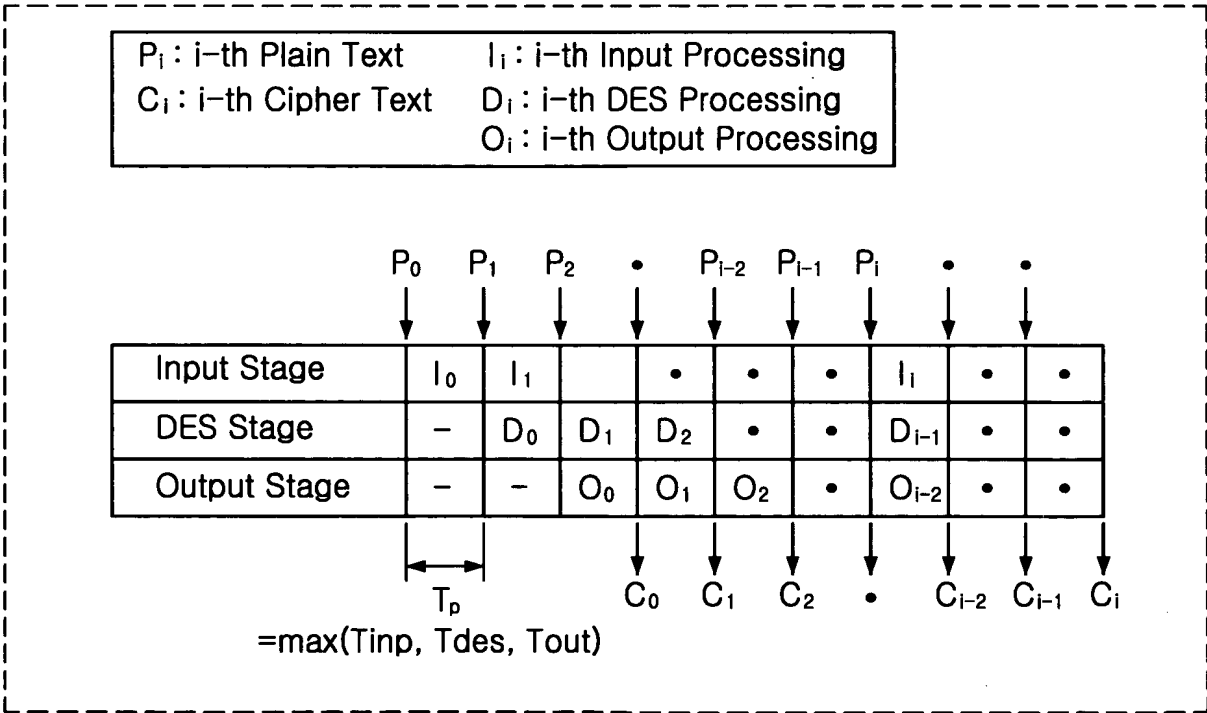 Pᵢ : i-th Plain Text Iᵢ : i-th Input Processing
Cᵢ : i-th Cipher Text Dᵢ : i-th DES Processing
Oᵢ : i-th Output Processing
P₀ P₁ P₂ • Pᵢ₋₂ Pᵢ₋₁ Pᵢ • •
Input Stage I₀ I₁ • • • Iᵢ • •
DES Stage - D₀ D₁ D₂ • • Dᵢ₋₁ • •
Output Stage - - O₀ O₁ O₂ • Oᵢ₋₂ • •
C₀ C₁ C₂ • Cᵢ₋₂ Cᵢ₋₁ Cᵢ
Tₚ
=max(Tinp, Tdes, Tout)